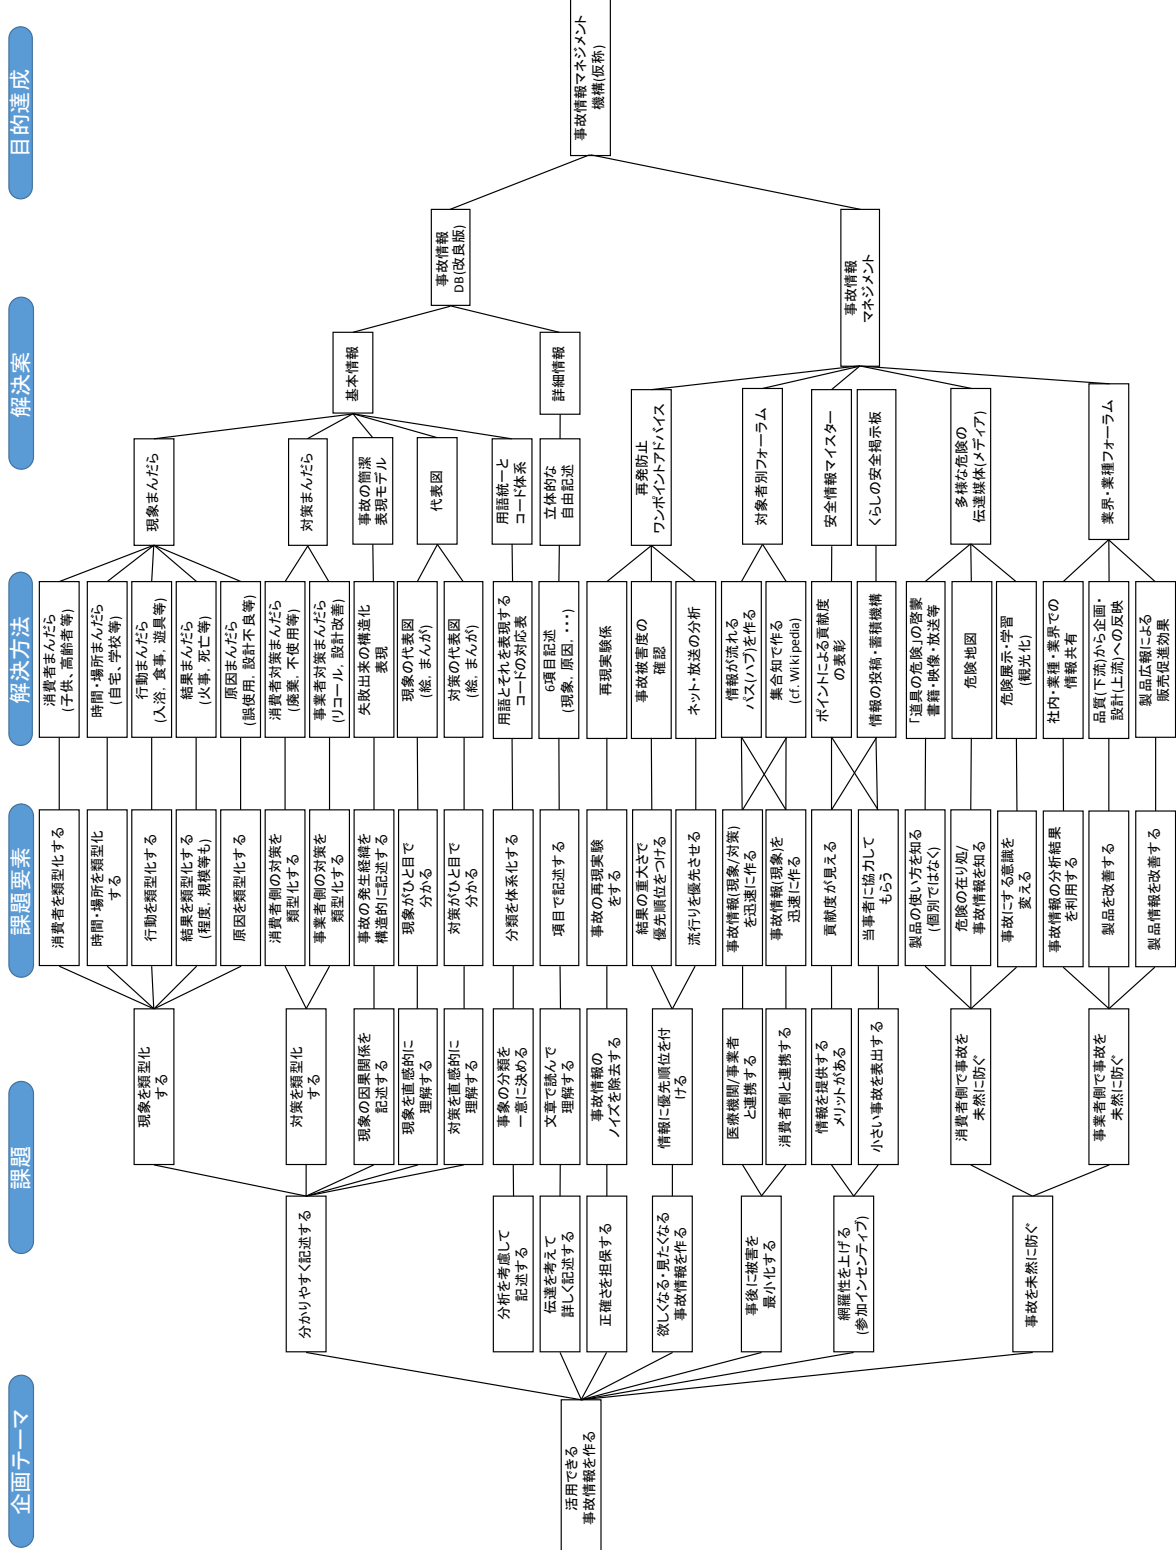 企画テーマ
課題
課題要素
解決方法
解決案
目的達成
活用できる
事故情報を作る
分かりやすく記述する
分析を考慮して
記述する
伝達を考えて
詳しく記述する
正確さを担保する
欲しくなる・見たくなる
事故情報を作る
事後に被害を
最小化する
網羅性を上げる
(参加インセンティブ)
事故を未然に防ぐ
現象を類型化
する
対策を類型化
する
現象の因果関係を
記述する
現象を直感的に
理解する
対策を直感的に
理解する
事象の分類を
一意に決める
文章で読んで
理解する
事故情報の
ノイズを除去する
情報に優先順位を付
ける
医療機関/事業者
と連携する
消費者側と連携する
情報を提供する
メリットがある
小さい事故を表出する
消費者側で事故を
未然に防ぐ
事業者側で事故を
未然に防ぐ
消費者を類型化する
時間・場所を類型化
する
行動を類型化する
結果を類型化する
(程度，規模等も)
原因を類型化する
消費者側の対策を
類型化する
事業者側の対策を
類型化する
事故の発生経緯を
構造的に記述する
現象がひと目で
分かる
対策がひと目で
分かる
分類を体系化する
項目で記述する
事故の再現実験
をする
結果の重大さで
優先順位をつける
流行りを優先させる
事故情報(現象/対策)
を迅速に作る
事故情報(現象)を
迅速に作る
貢献度が見える
当事者に協力して
もらう
製品の使い方を知る
(個別ではなく)
危険の在り処/
事故情報を知る
事故にする意識を
変える
事故情報の分析結果
を利用する
製品を改善する
製品情報を改善する
消費者まんだら
(子供、高齢者等)
時間・場所まんだら
(自宅、学校等)
行動まんだら
(入浴，食事，遊具等)
結果まんだら
(火事，死亡等)
原因まんだら
(誤使用，設計不良等)
消費者対策まんだら
(廃棄，不使用等)
事業者対策まんだら
(リコール，設計改善)
失敗出来の構造化
表現
現象の代表図
(絵，まんが)
対策の代表図
(絵，まんが)
用語とそれを表現する
コードの対応表
6項目記述
(現象，原因，・・・)
再現実験係
事故被害度の
確認
ネット・放送の分析
情報が流れる
パス(ハブ)を作る
集合知で作る
(cf. Wikipedia)
ポイントによる貢献度
の表彰
情報の投稿・蓄積機構
「道具の危険」の啓蒙
書籍・映像・放送等
危険地図
危険展示・学習
(観光化)
社内・業種・業界での
情報共有
品質(下流)から企画・
設計(上流)への反映
製品広報による
販売促進効果
現象まんだら
対策まんだら
事故の簡潔
表現モデル
代表図
用語統一と
コード体系
立体的な
自由記述
再発防止
ワンポイントアドバイス
対象者別フォーラム
安全情報マイスター
くらしの安全掲示板
多様な危険の
伝達媒体(メディア)
業界・業種フォーラム
基本情報
詳細情報
事故情報
DB(改良版)
事故情報
マネジメント
事故情報マネジメント
機構(仮称)